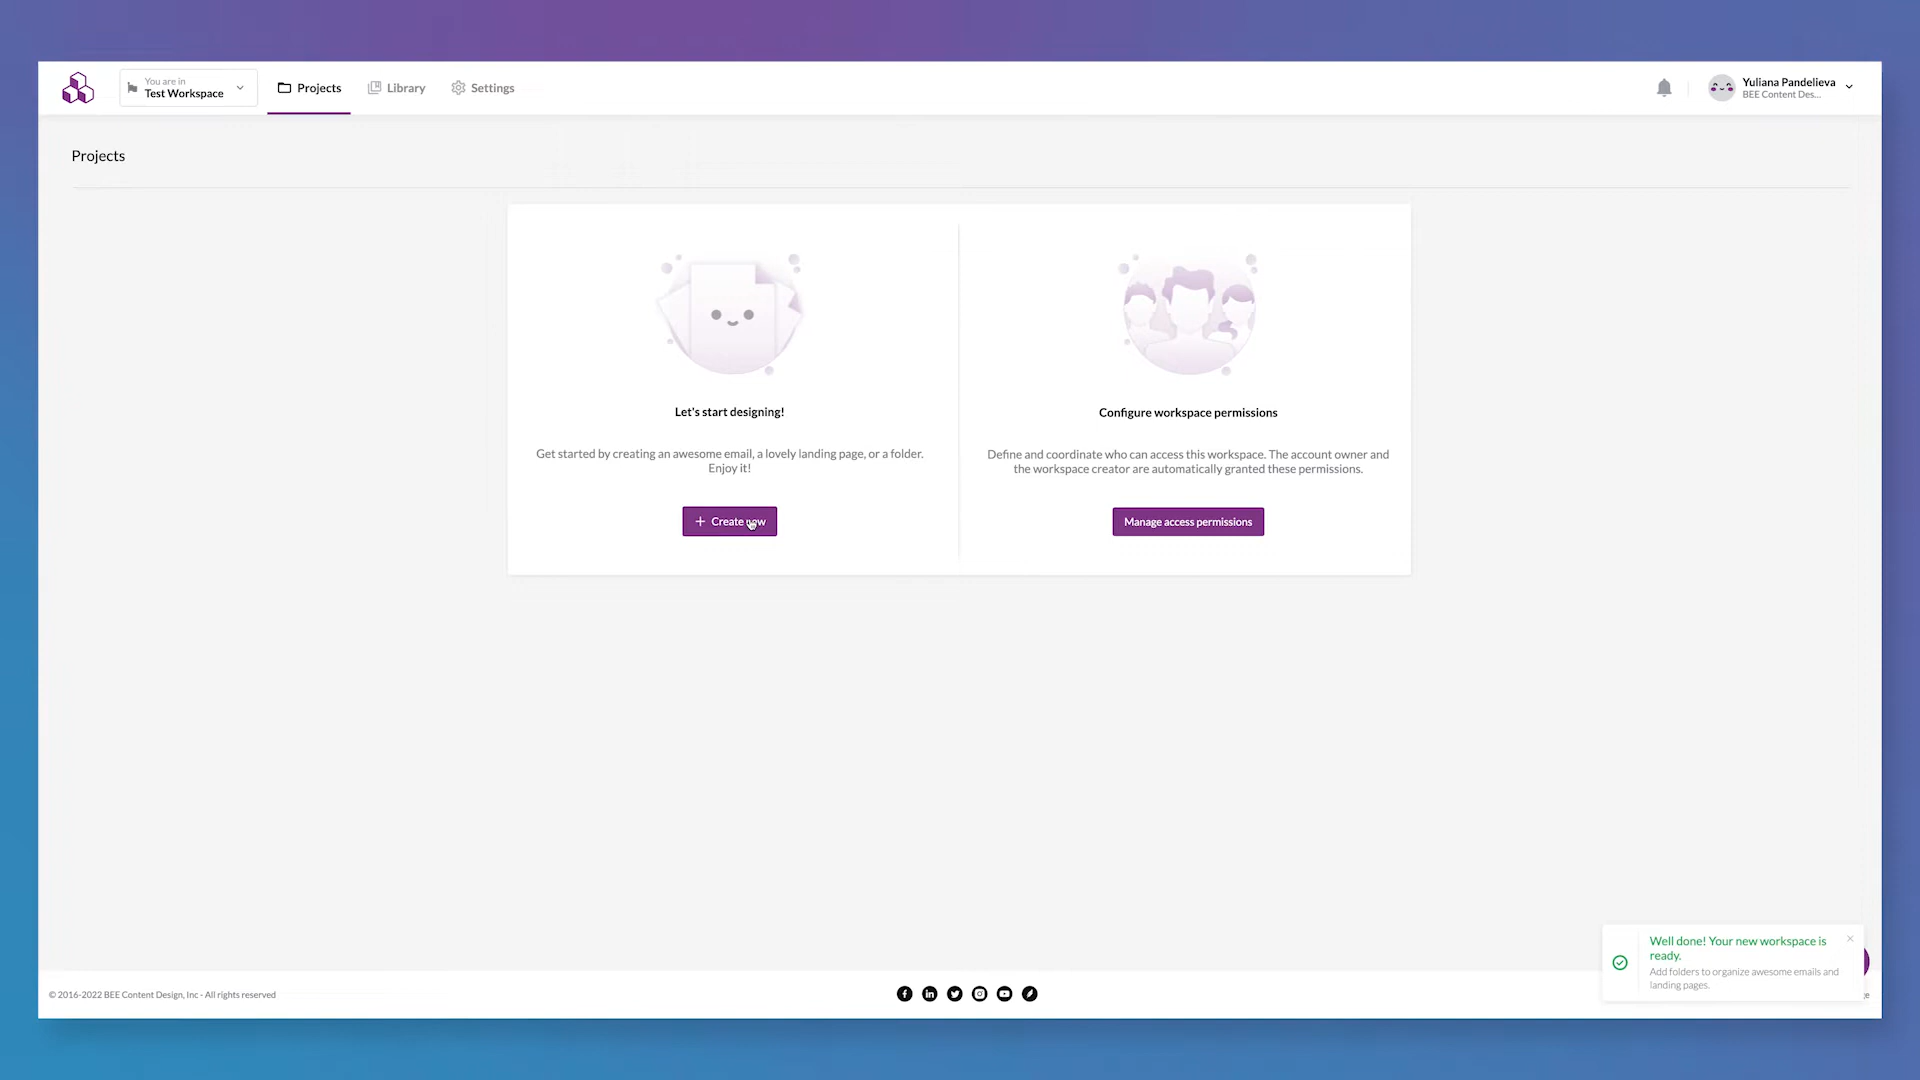 You are in
Test Workspace
Projects
Library
Settings
Yuliana Pandelieva
BEE Content Des...
Projects
Let's start designing!
Get started by creating an awesome email, a lovely landing page, or a folder.
Enjoy it!
+ Create now
Configure workspace permissions
Define and coordinate who can access this workspace. The account owner and
the workspace creator are automatically granted these permissions.
Manage access permissions
Well done! Your new workspace is
ready.
Add folders to organize awesome emails and
landing pages.
© 2016-2022 BEE Content Design, Inc - All rights reserved